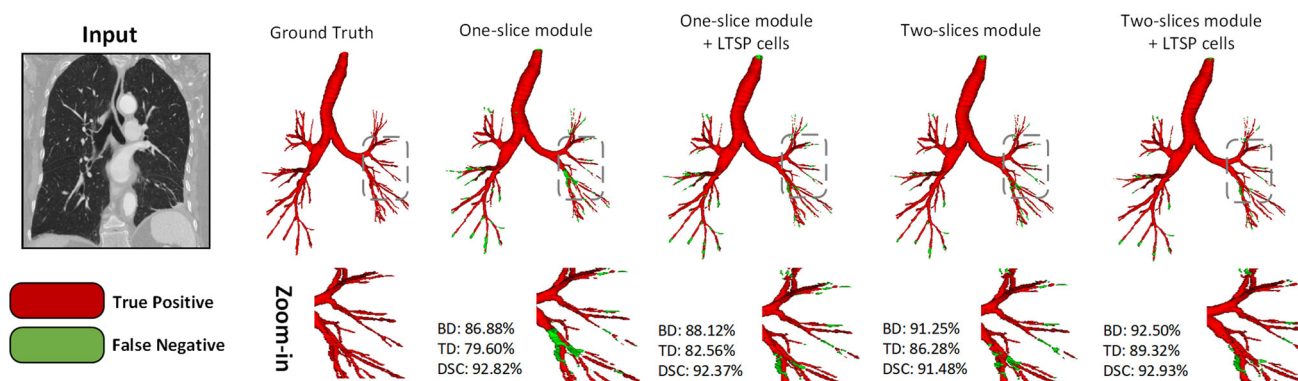 Input
Ground Truth
One-slice module
One-slice module
+ LTSP cells
Two-slices module
Two-slices module
+ LTSP cells
True Positive
False Negative
Zoom-in
BD: 86.88%
TD: 79.60%
DSC: 92.82%
BD: 88.12%
TD: 82.56%
DSC: 92.37%
BD: 91.25%
TD: 86.28%
DSC: 91.48%
BD: 92.50%
TD: 89.32%
DSC: 92.93%